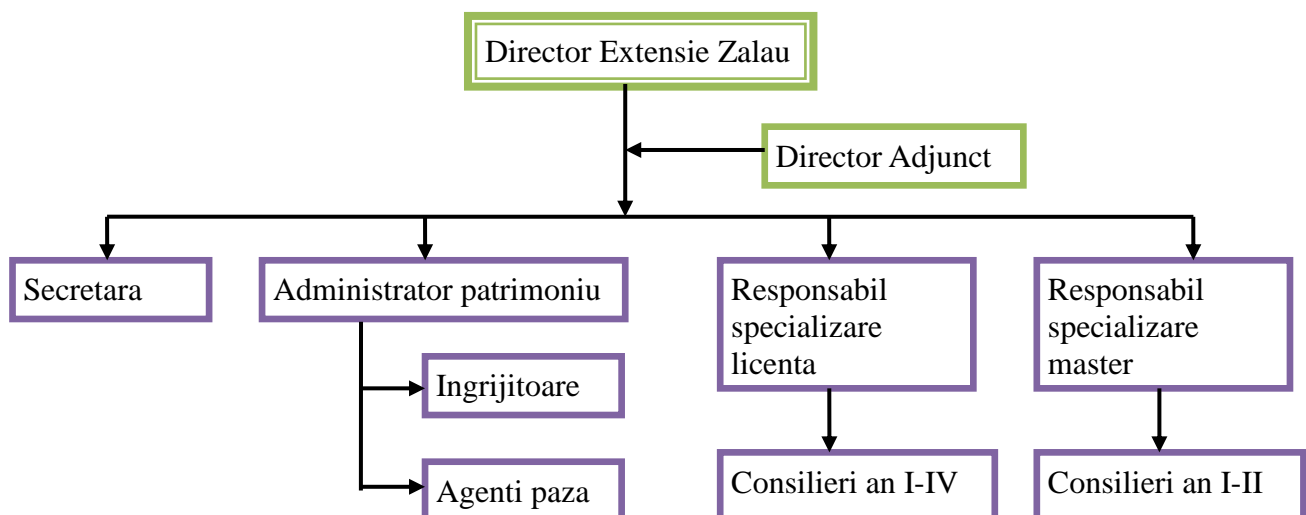 Director Extensie Zalau
Director Adjunct
Secretara
Administrator patrimoniu
Responsabil
specializare
licenta
Responsabil
specializare
master
Ingrijitoare
Agenti paza
Consilieri an I-IV
Consilieri an I-II